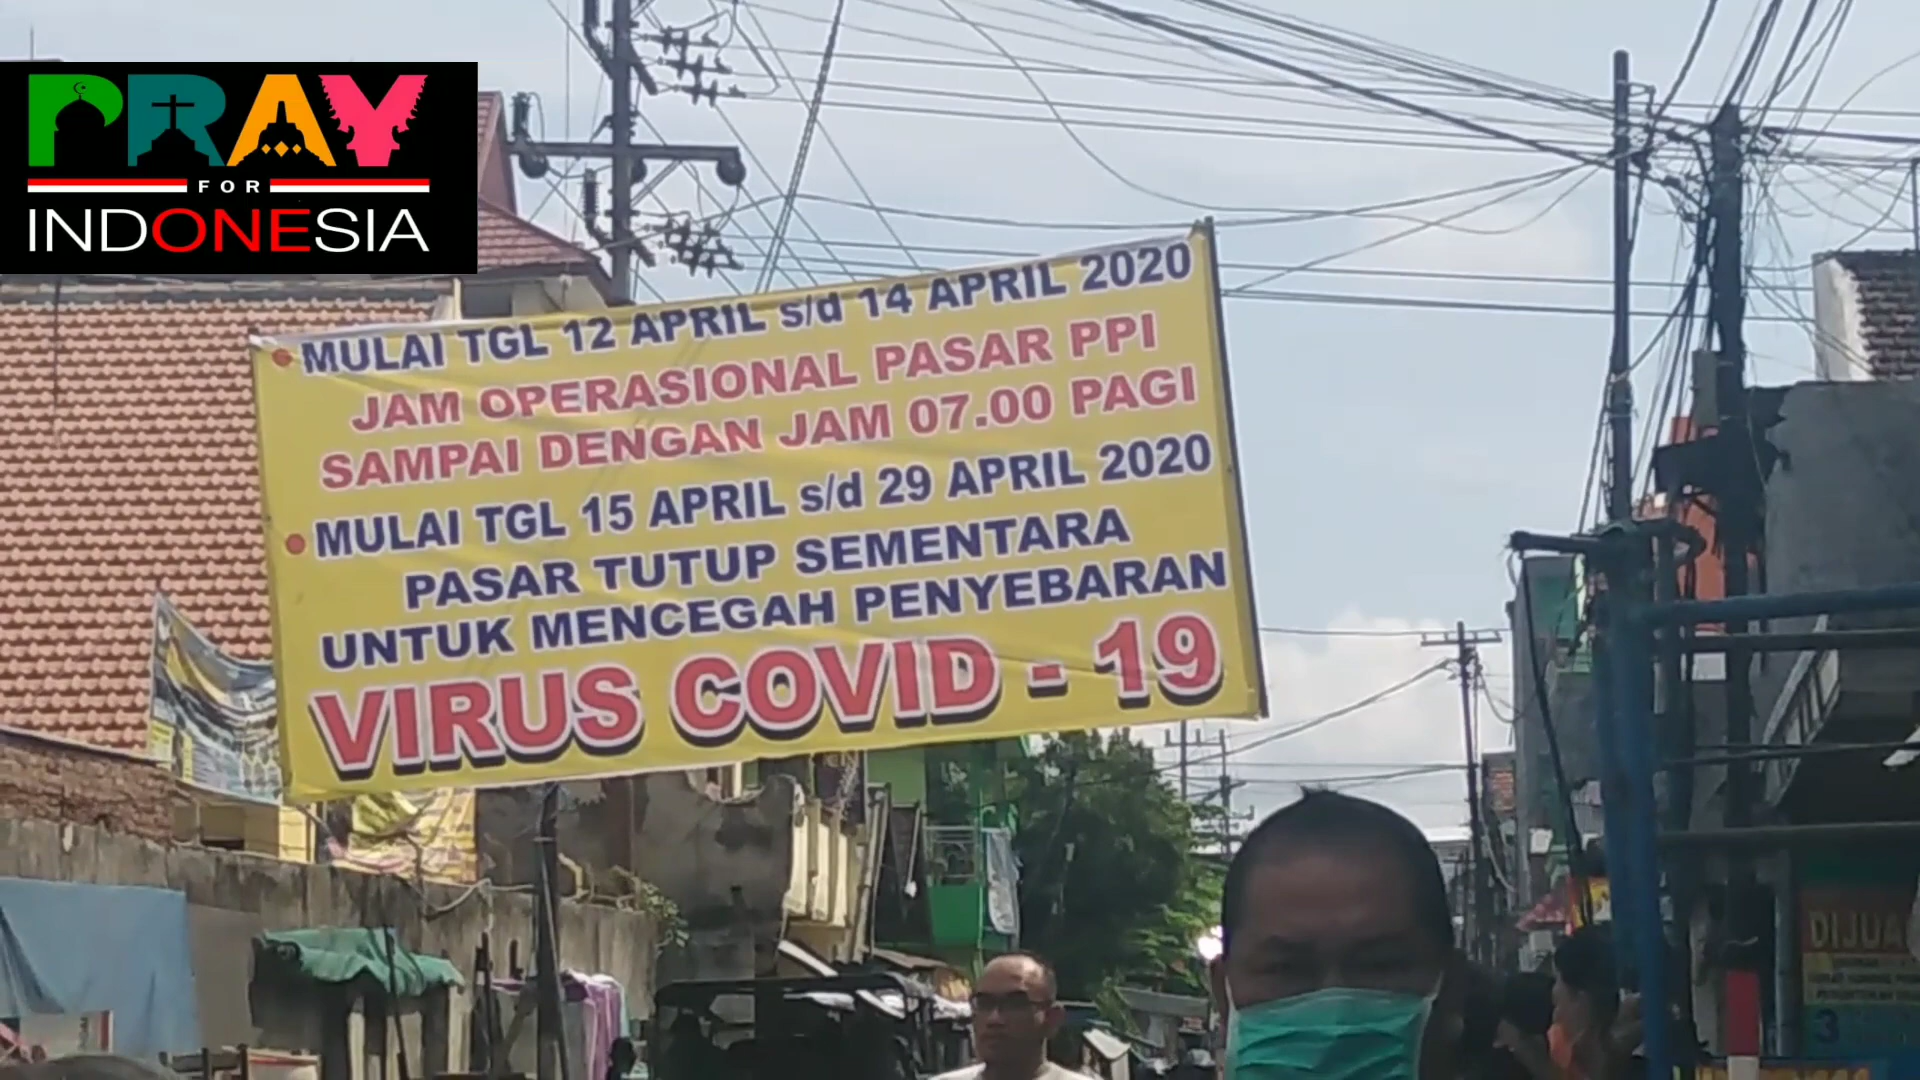 PRAY
FOR
INDONESIA
• MULAI TGL 12 APRIL s/d 14 APRIL 2020
JAM OPERASIONAL PASAR PPI
SAMPAI DENGAN JAM 07.00 PAGI
• MULAI TGL 15 APRIL s/d 29 APRIL 2020
PASAR TUTUP SEMENTARA
UNTUK MENCEGAH PENYEBARAN
VIRUS COVID - 19
DIJUA
3